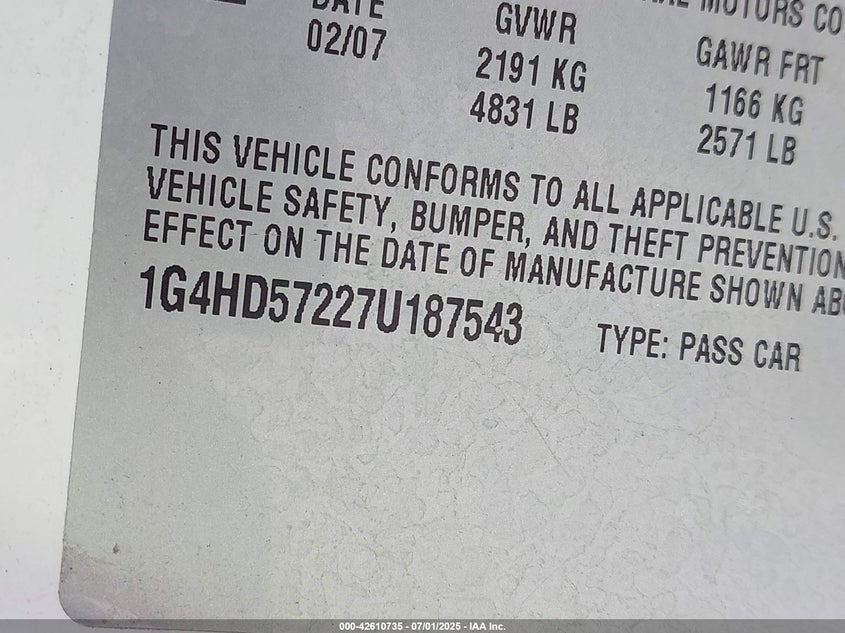 DATE
02/07
GVWR
2191 KG
4831 LB
MOTORS CO
GAWR FRT
1166 KG
2571 LB
THIS VEHICLE CONFORMS TO ALL APPLICABLE U.S.
VEHICLE SAFETY, BUMPER, AND THEFT PREVENTION
EFFECT ON THE DATE OF MANUFACTURE SHOWN AB
1G4HD57227U187543
TYPE: PASS CAR
000-42610735 - 07/01/2025 - IAA Inc.